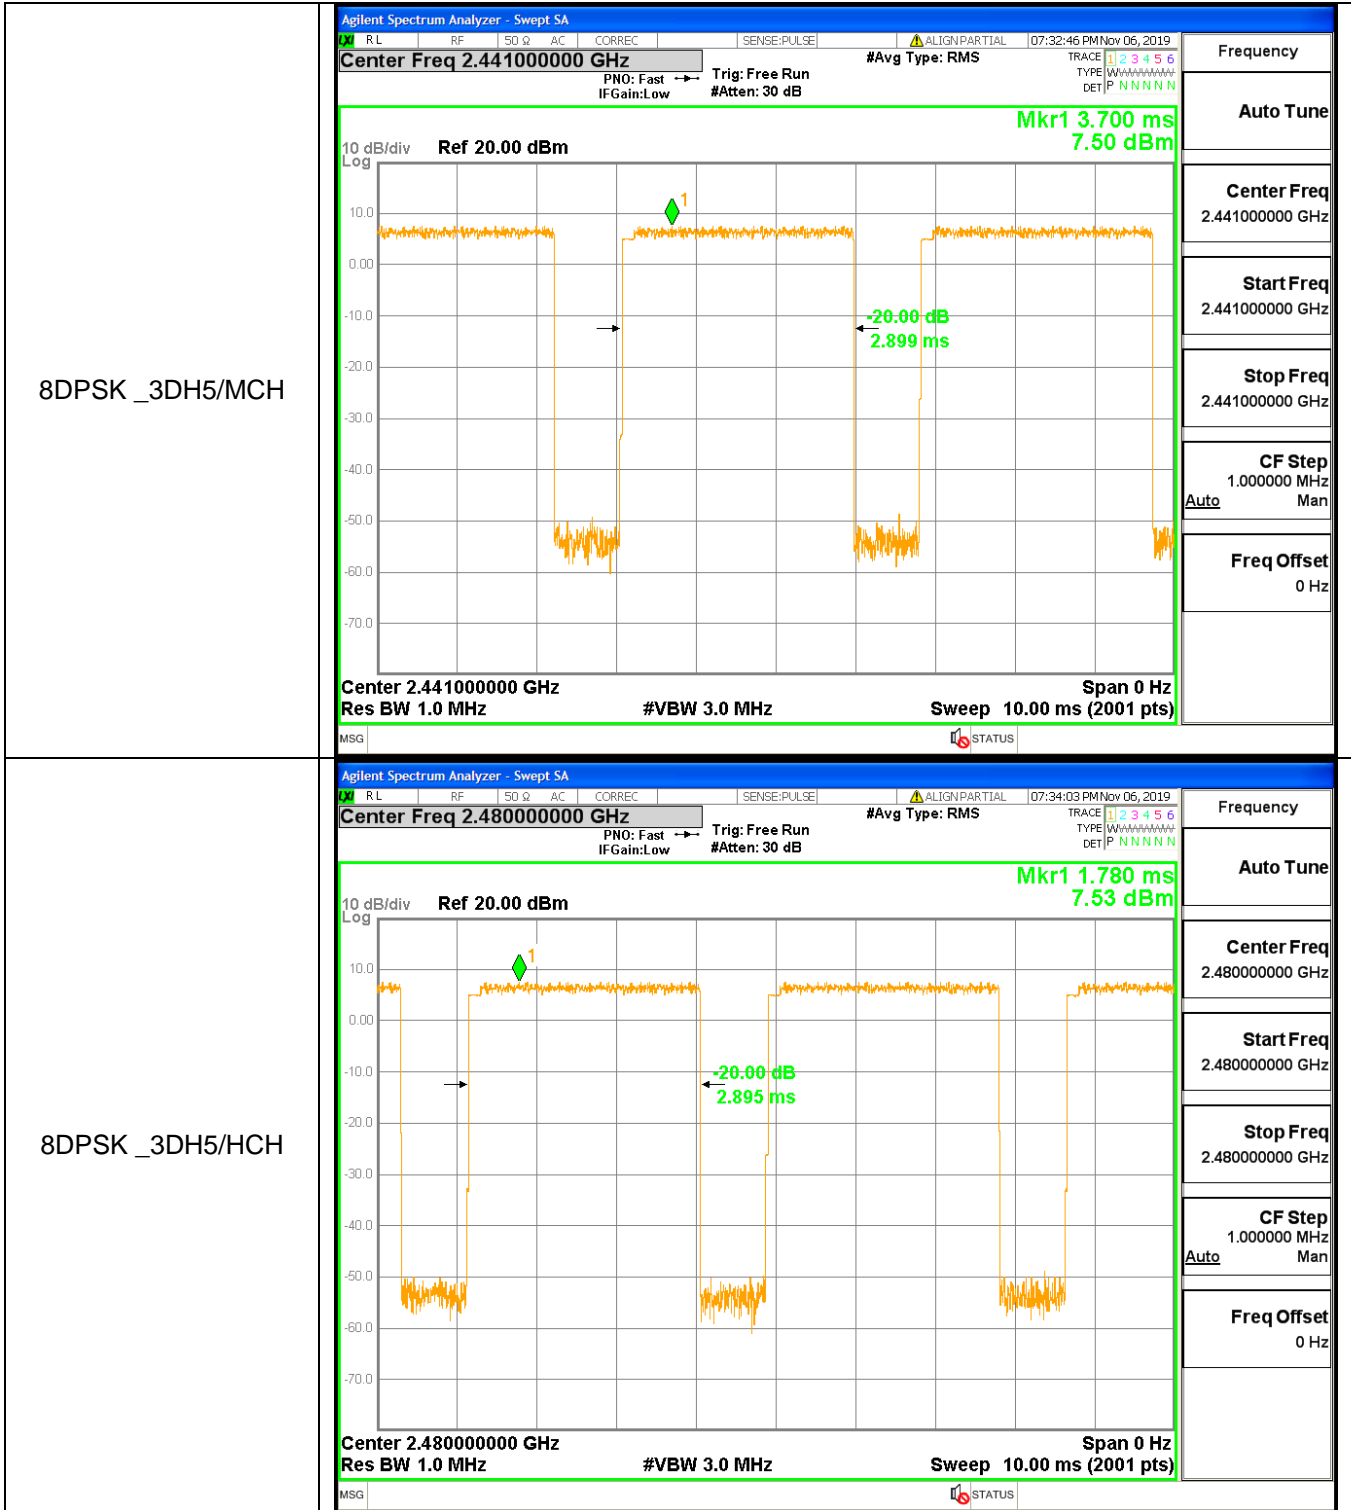 8DPSK _3DH5/MCH
Agilent Spectrum Analyzer - Swept SA
LXI RL RF 50 Ω AC CORREC SENSE:PULSE ALIGN PARTIAL 07:32:46 PM Nov 06, 2019
Center Freq 2.441000000 GHz
PNO: Fast
IFGain:Low
Trig: Free Run
#Atten: 30 dB
#Avg Type: RMS
TRACE 1 2 3 4 5 6
TYPE
DET P N N N N N
Mkr1 3.700 ms
7.50 dBm
10 dB/div Ref 20.00 dBm
Log
1
10.0
0.00
-10.0
-20.0
-30.0
-40.0
-50.0
-60.0
-70.0
-20.00 dB
2.899 ms
Center 2.441000000 GHz Span 0 Hz
Res BW 1.0 MHz #VBW 3.0 MHz Sweep 10.00 ms (2001 pts)
MSG STATUS
Frequency
Auto Tune
Center Freq
2.441000000 GHz
Start Freq
2.441000000 GHz
Stop Freq
2.441000000 GHz
CF Step
1.000000 MHz
Auto Man
Freq Offset
0 Hz
8DPSK _3DH5/HCH
Agilent Spectrum Analyzer - Swept SA
LXI RL RF 50 Ω AC CORREC SENSE:PULSE ALIGN PARTIAL 07:34:03 PM Nov 06, 2019
Center Freq 2.480000000 GHz
PNO: Fast
IFGain:Low
Trig: Free Run
#Atten: 30 dB
#Avg Type: RMS
TRACE 1 2 3 4 5 6
TYPE
DET P N N N N N
Mkr1 1.780 ms
7.53 dBm
10 dB/div Ref 20.00 dBm
Log
1
10.0
0.00
-10.0
-20.0
-30.0
-40.0
-50.0
-60.0
-70.0
-20.00 dB
2.895 ms
Center 2.480000000 GHz Span 0 Hz
Res BW 1.0 MHz #VBW 3.0 MHz Sweep 10.00 ms (2001 pts)
MSG STATUS
Frequency
Auto Tune
Center Freq
2.480000000 GHz
Start Freq
2.480000000 GHz
Stop Freq
2.480000000 GHz
CF Step
1.000000 MHz
Auto Man
Freq Offset
0 Hz